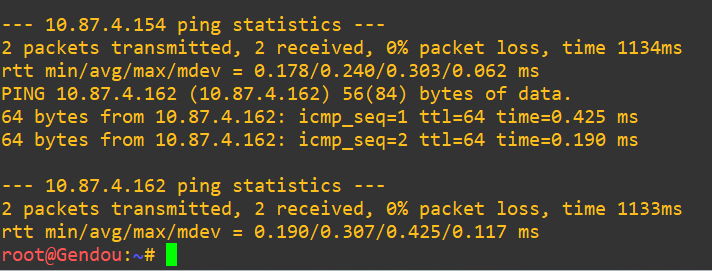 --- 10.87.4.154 ping statistics ---
2 packets transmitted, 2 received, 0% packet loss, time 1134ms
rtt min/avg/max/mdev = 0.178/0.240/0.303/0.062 ms
PING 10.87.4.162 (10.87.4.162) 56(84) bytes of data.
64 bytes from 10.87.4.162: icmp_seq=1 ttl=64 time=0.425 ms
64 bytes from 10.87.4.162: icmp_seq=2 ttl=64 time=0.190 ms
--- 10.87.4.162 ping statistics ---
2 packets transmitted, 2 received, 0% packet loss, time 1133ms
rtt min/avg/max/mdev = 0.190/0.307/0.425/0.117 ms
root@Gendou:~#